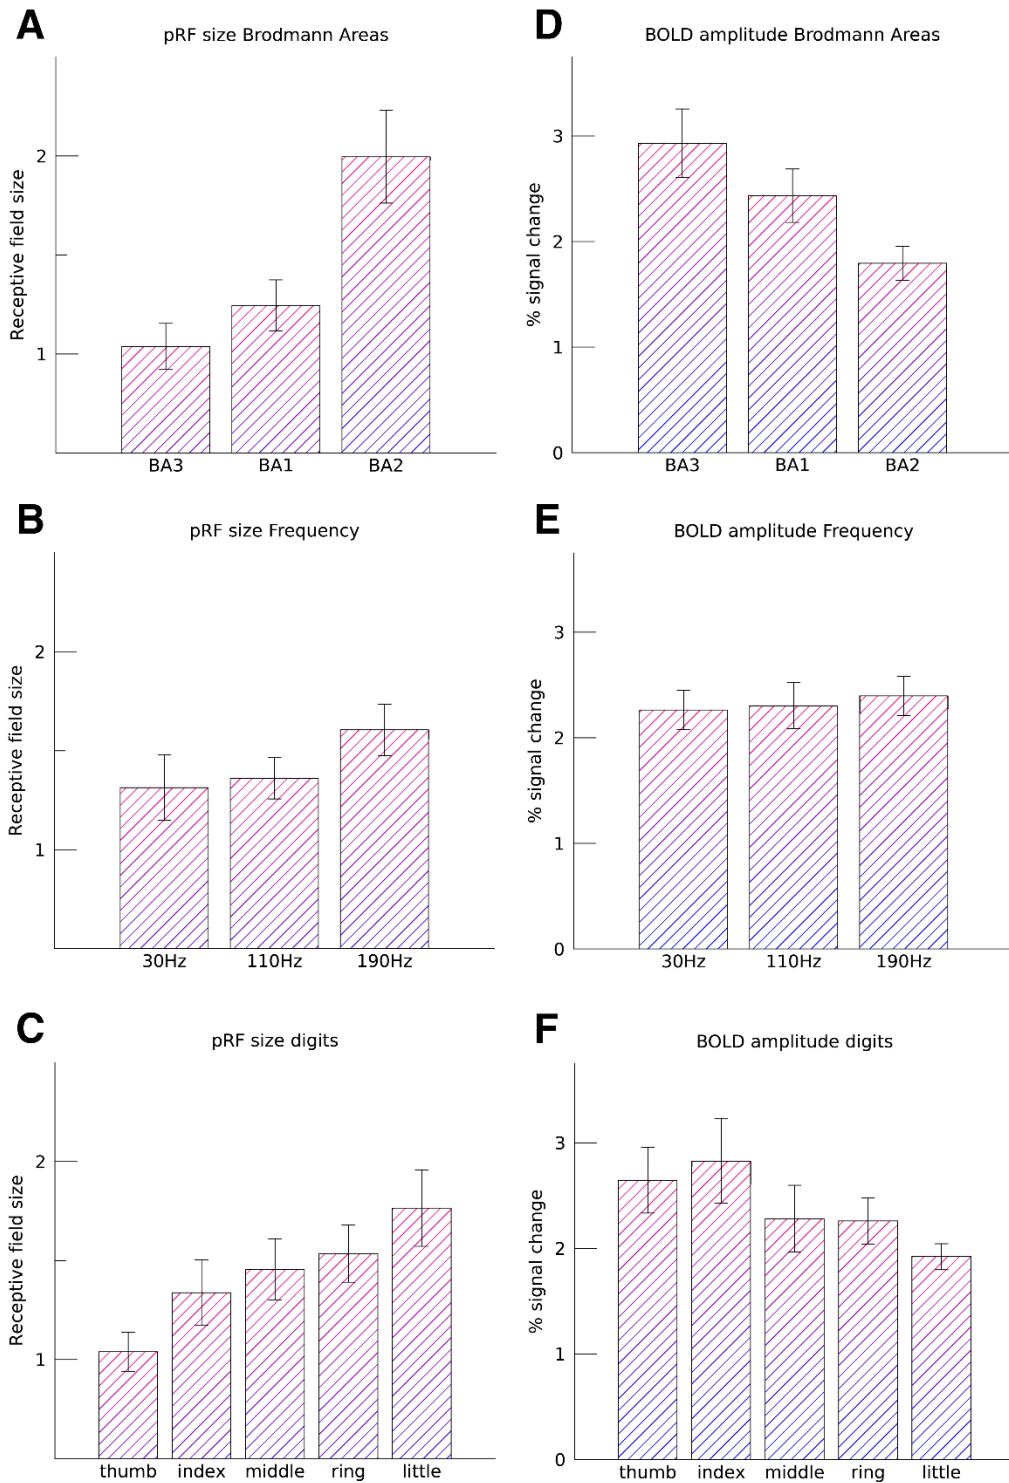 A
pRF size Brodmann Areas
Receptive field size
2
1
BA3 BA1 BA2
D
BOLD amplitude Brodmann Areas
% signal change
3
2
1
0
BA3 BA1 BA2
B
pRF size Frequency
Receptive field size
2
1
30Hz 110Hz 190Hz
E
BOLD amplitude Frequency
% signal change
3
2
1
0
30Hz 110Hz 190Hz
C
pRF size digits
Receptive field size
2
1
thumb index middle ring little
F
BOLD amplitude digits
% signal change
3
2
1
0
thumb index middle ring little